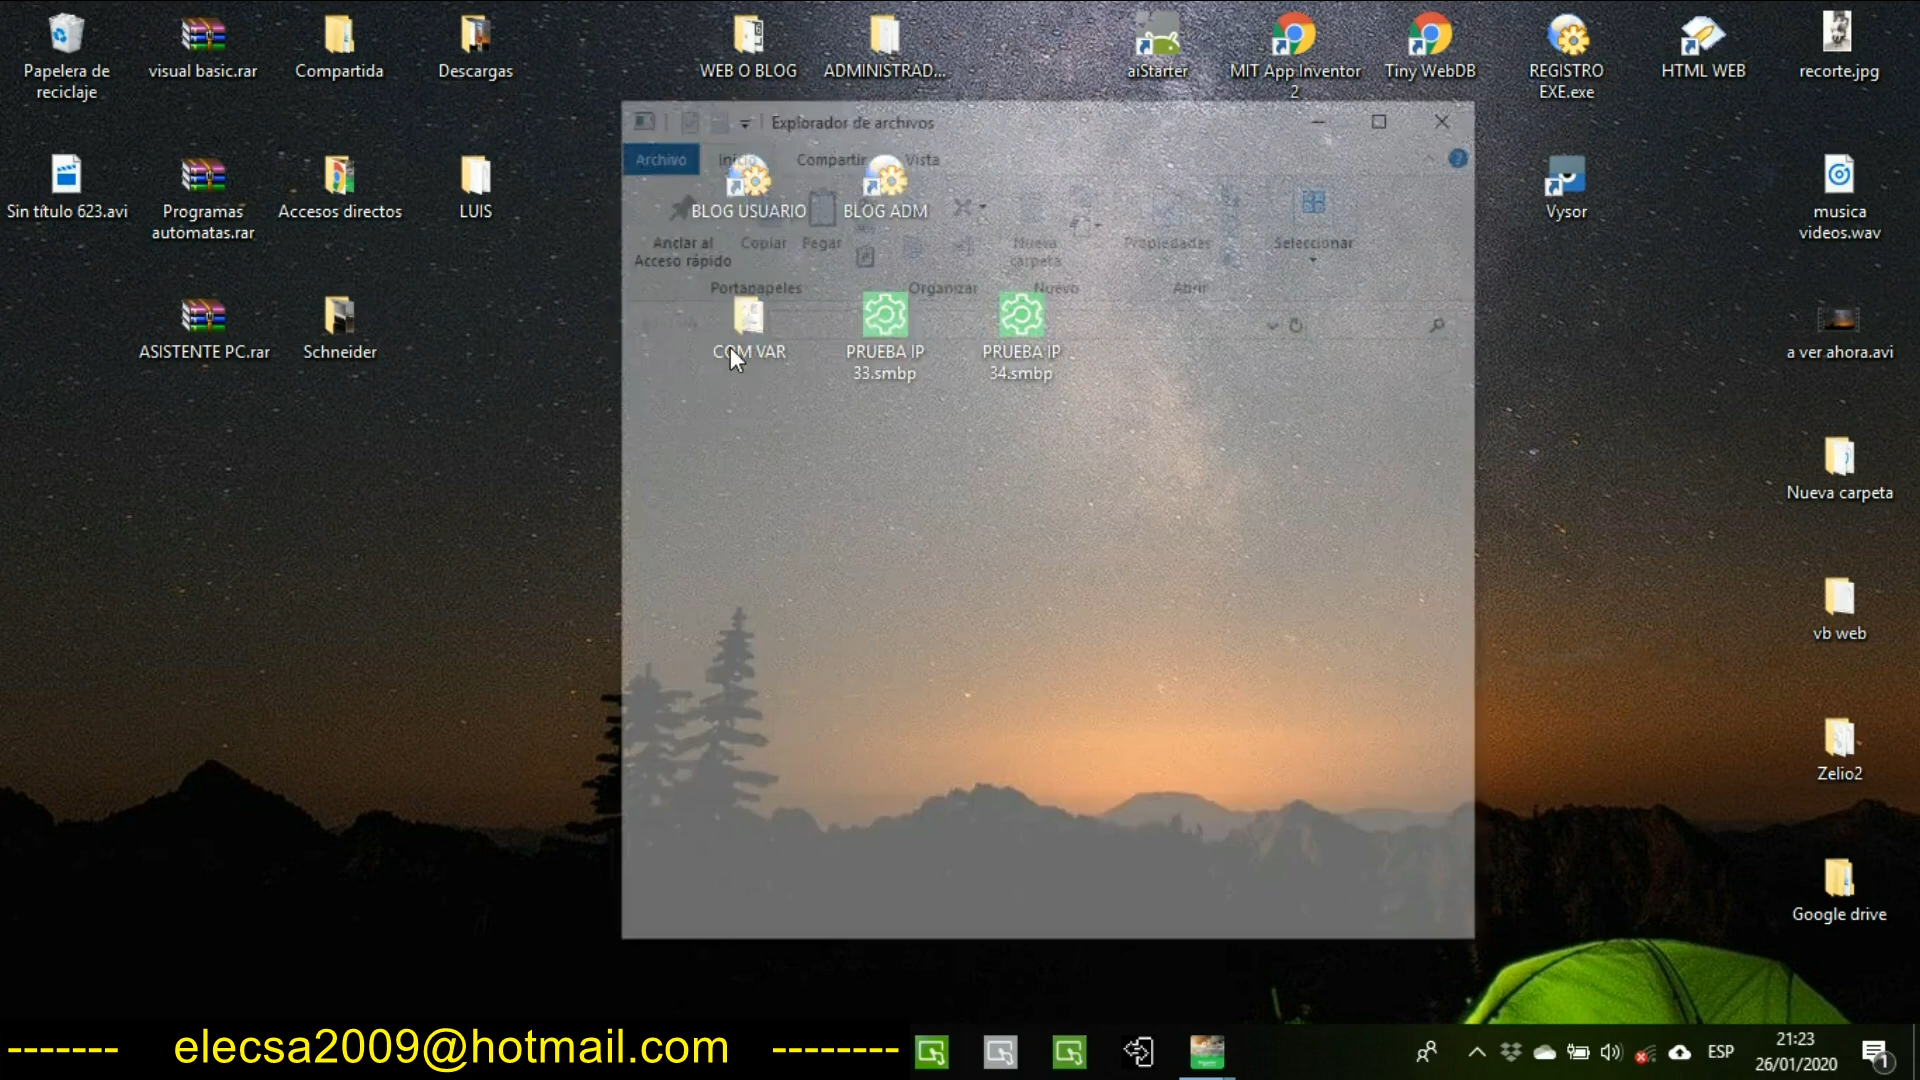 Papelera de
reciclaje
visual basic.rar
Compartida
Descargas
WEB O BLOG
ADMINISTRAD...
aiStarter
MIT App Inventor
2
Tiny WebDB
REGISTRO
EXE.exe
HTML WEB
recorte.jpg
Explorador de archivos
Archivo
Inicio
Compartir
Vista
Sin título 623.avi
Programas
automatas.rar
Accesos directos
LUIS
BLOG USUARIO
BLOG ADM
Vysor
musica
videos.wav
Anclar al
Acceso rápido
Copiar
Pegar
Nueva
carpeta
Propiedades
Seleccionar
Portapapeles
Organizar
Nuevo
Abrir
ASISTENTE PC.rar
Schneider
COM VAR
PRUEBA IP
33.smbp
PRUEBA IP
34.smbp
a ver ahora.avi
Nueva carpeta
vb web
Zelio2
Google drive
------- elecsa2009@hotmail.com --------
ESP
21:23
26/01/2020
1